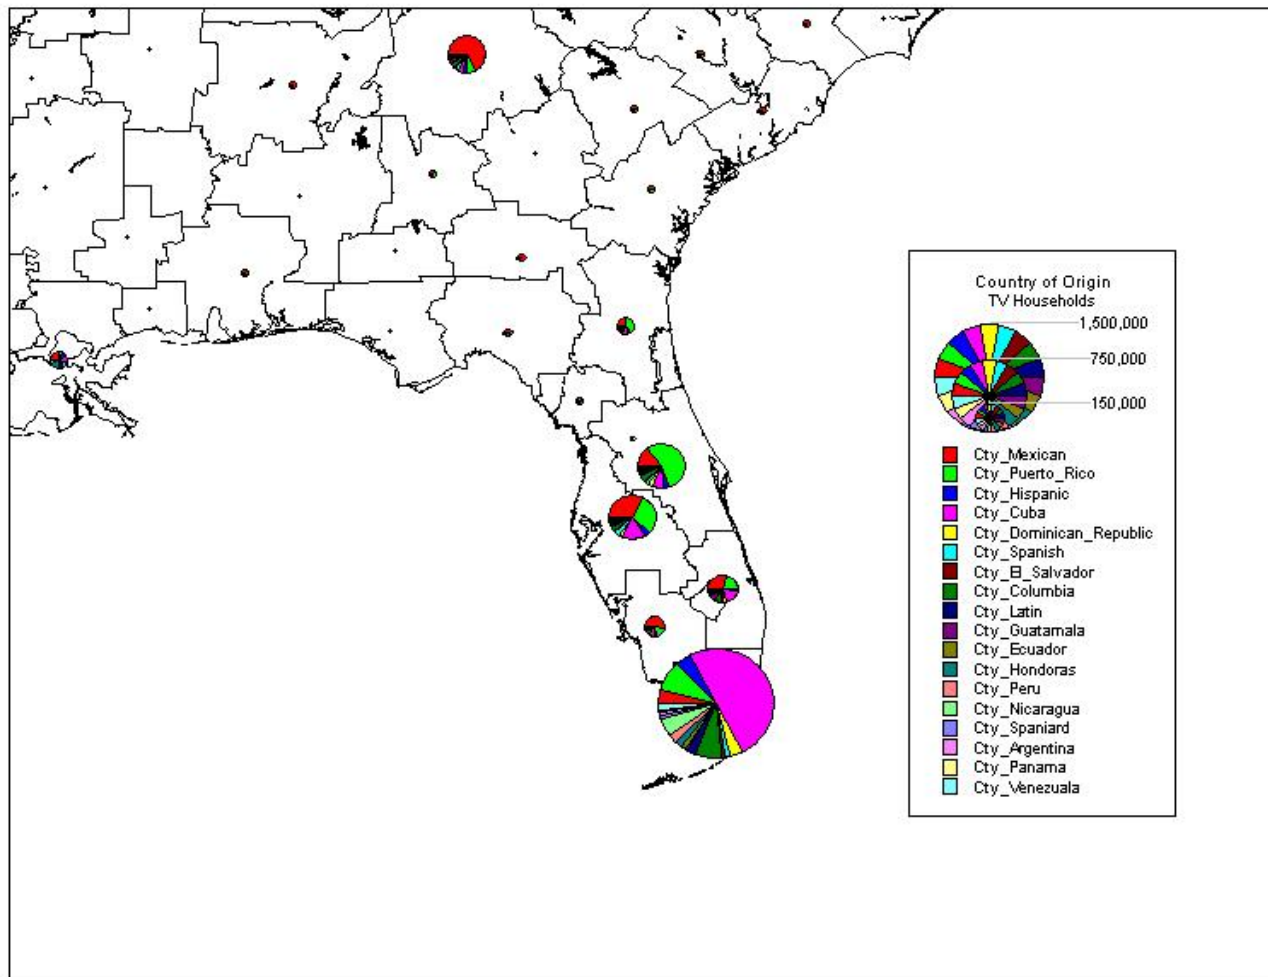 Country of Origin
TV Households
1,500,000
750,000
150,000
Cty_Mexican
Cty_Puerto_Rico
Cty_Hispanic
Cty_Cuba
Cty_Dominican_Republic
Cty_Spanish
Cty_El_Salvador
Cty_Columbia
Cty_Latin
Cty_Guatamala
Cty_Ecuador
Cty_Hondoras
Cty_Peru
Cty_Nicaragua
Cty_Spaniard
Cty_Argentina
Cty_Panama
Cty_Venezuala